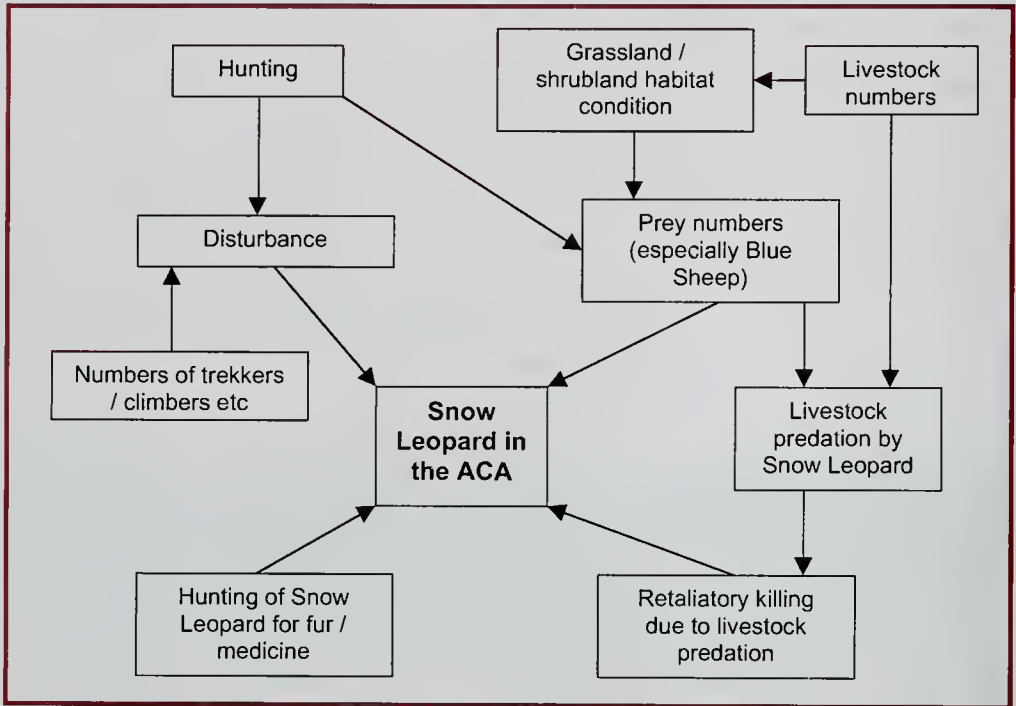 Hunting
Grassland /
shrubland habitat
condition
Livestock
numbers
Disturbance
Prey numbers
(especially Blue
Sheep)
Numbers of trekkers
/ climbers etc
Snow
Leopard in
the ACA
Livestock
predation by
Snow Leopard
Hunting of Snow
Leopard for fur /
medicine
Retaliatory killing
due to livestock
predation